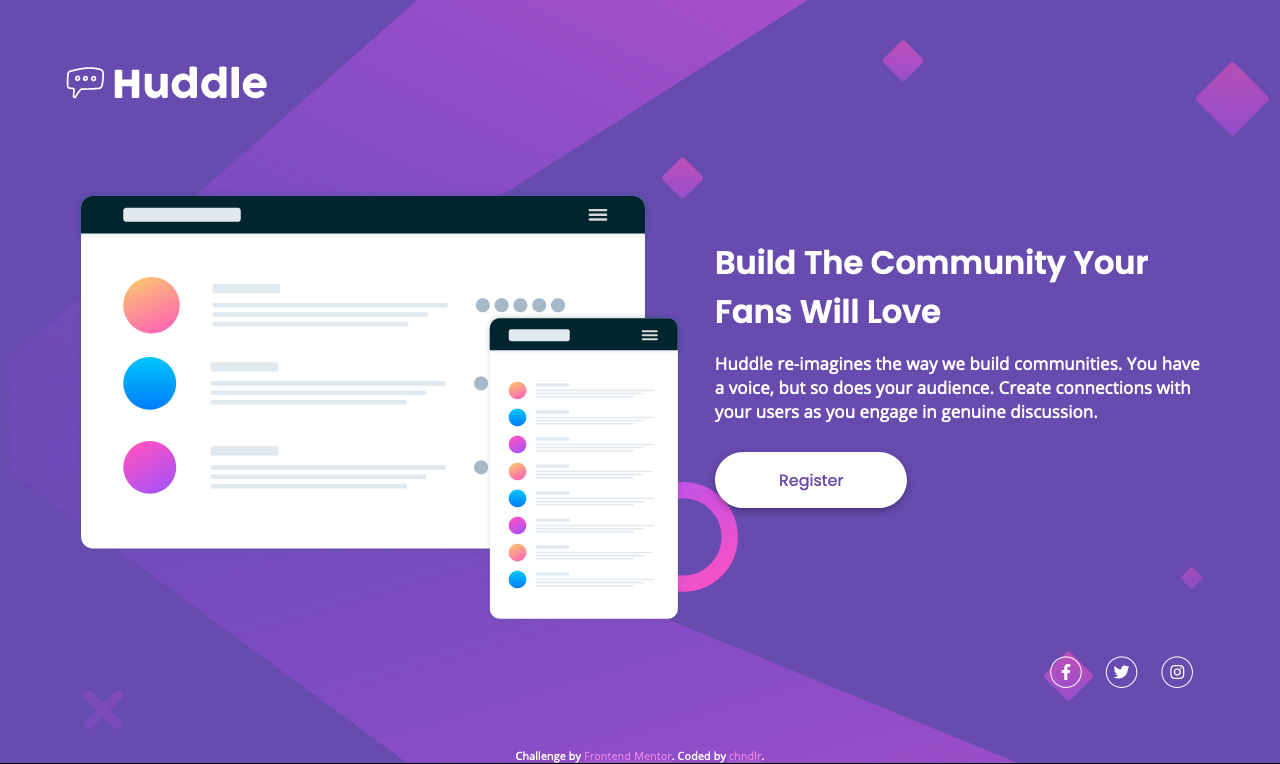 Huddle
Build The Community Your
Fans Will Love
Huddle re-imagines the way we build communities. You have
a voice, but so does your audience. Create connections with
your users as you engage in genuine discussion.
Register
Challenge by Frontend Mentor. Coded by chndlr.